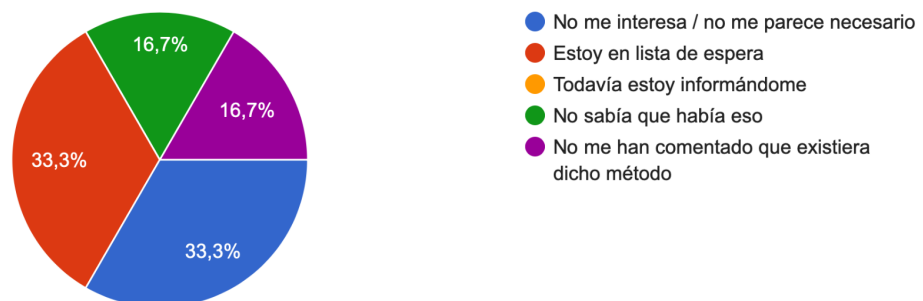 16,7%
16,7%
33,3%
33,3%
No me interesa / no me parece necesario
Estoy en lista de espera
Todavía estoy informándome
No sabía que había eso
No me han comentado que existiera
dicho método